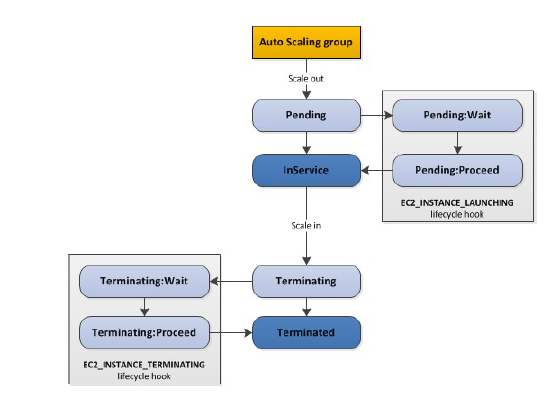 Auto Scaling group
Scale out
Pending
Pending:Wait
InService
Pending:Proceed
EC2_INSTANCE_LAUNCHING
lifecycle hook
Scale in
Terminating:Wait
Terminating
Terminating:Proceed
Terminated
EC2_INSTANCE_TERMINATING
lifecycle hook